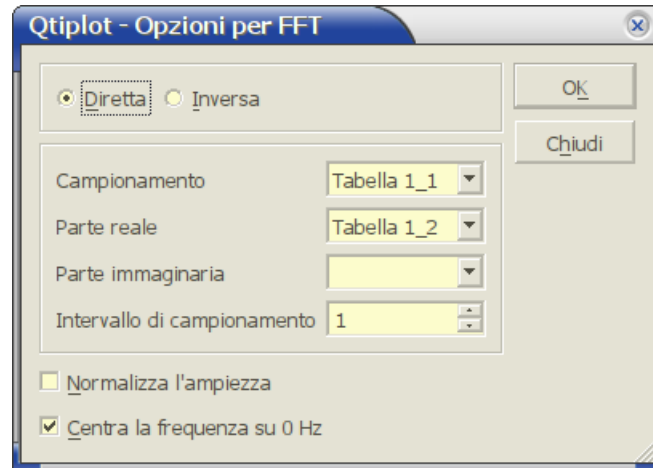 Qtiplot - Opzioni per FFT
Diretta Inversa
OK
Chiudi
Campionamento Tabella 1_1
Parte reale Tabella 1_2
Parte immaginaria
Intervallo di campionamento 1
Normalizza l'ampiezza
Centra la frequenza su 0 Hz